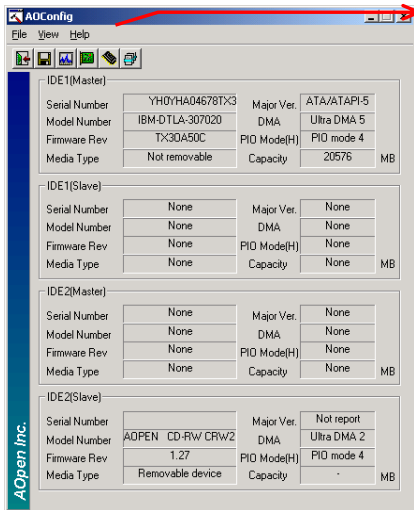 AOConfig
File View Help
IDE1(Master)
Serial Number YH0YHA04678TX3 Major Ver. ATA/ATAPI-5
Model Number IBM-DTLA-307020 DMA Ultra DMA 5
Firmware Rev TX3OA50C PIO Mode(H) PIO mode 4
Media Type Not removable Capacity 20576 MB
IDE1(Slave)
Serial Number None Major Ver. None
Model Number None DMA None
Firmware Rev None PIO Mode(H) None
Media Type None Capacity None MB
IDE2(Master)
Serial Number None Major Ver. None
Model Number None DMA None
Firmware Rev None PIO Mode(H) None
Media Type None Capacity None MB
IDE2(Slave)
Serial Number Major Ver. Not report
Model Number AOPEN CD-RW CRW2 DMA Ultra DMA 2
Firmware Rev 1.27 PIO Mode(H) PIO mode 4
Media Type Removable device Capacity - MB
AOpen Inc.